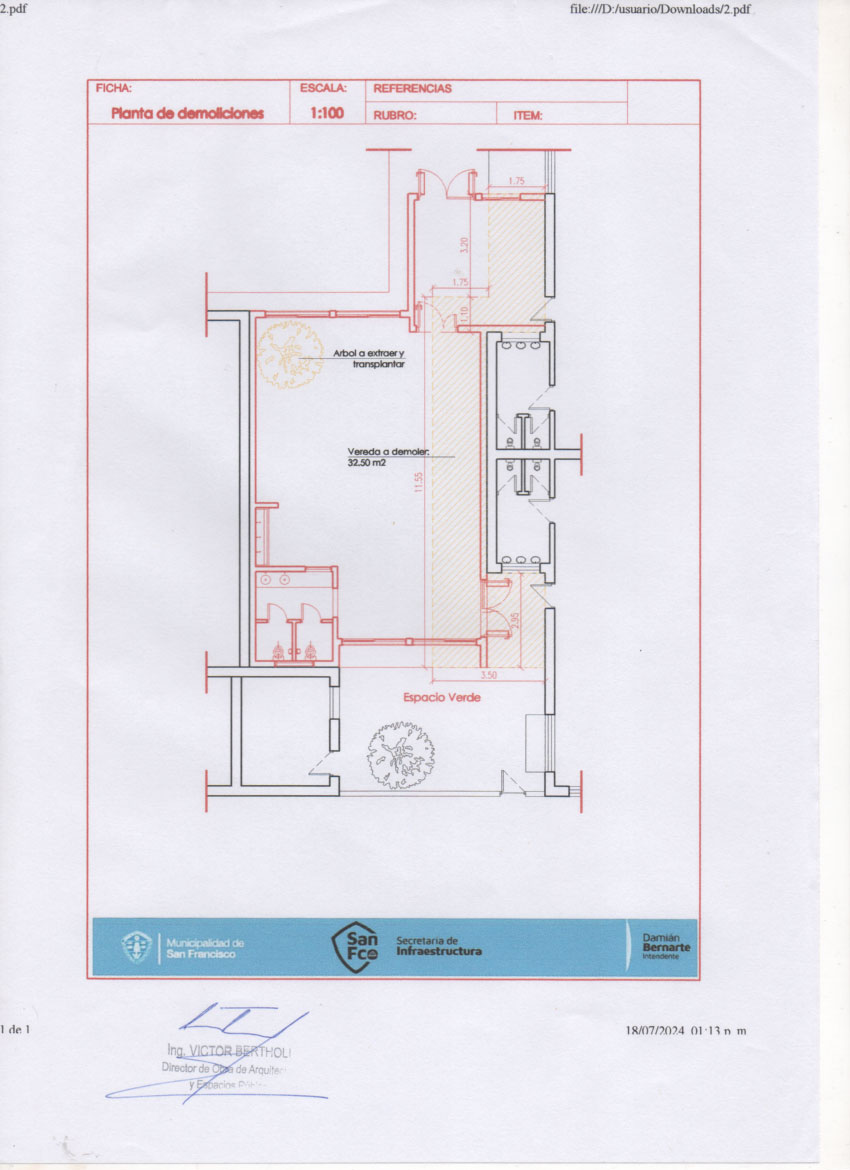 2.pdf
file:///D:/usuario/Downloads/2.pdf
FICHA:
Planta de demoliciones
ESCALA:
1:100
REFERENCIAS
RUBRO:
ITEM:
1.75
3.20
1.75
1.10
Arbol a extraer y
transplantar
Vereda a demoler:
32.50 m2
11.55
2.95
3.50
Espacio Verde
Municipalidad de
San Francisco
San
Fco
Secretaria de
Infraestructura
Damián
Bernarte
Intendente
1 de 1
18/07/2024 01:13 p. m.
Ing. VICTOR BERTHOLI
Director de Obra de Arquitec
y Espacios